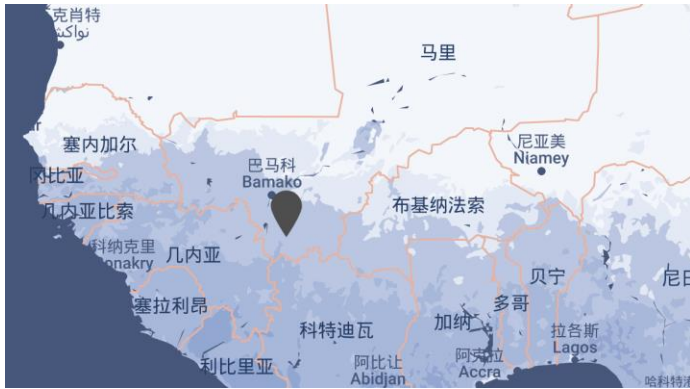 克肖特
نواكش
马里
塞内加尔
尼亚美
Niamey
冈比亚
巴马科
Bamako
几内亚比索
布基纳法索
科纳克里
onakry
几内亚
贝宁
尼日
多哥
塞拉利昂
科特迪瓦
加纳
拉各斯
Lagos
利比里亚
阿比让
Abidjan
阿克拉
Accra
哈科特港